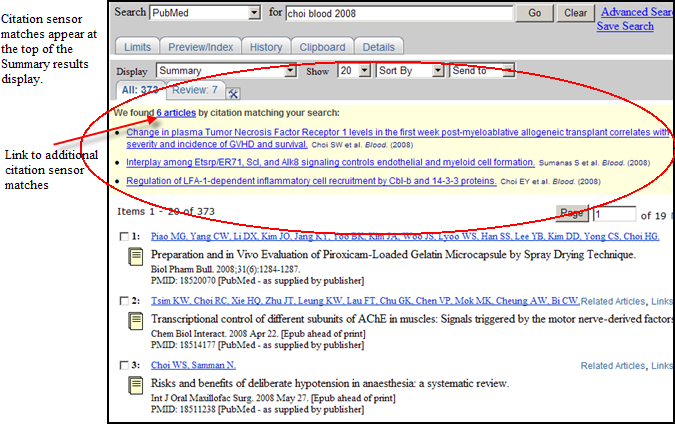 Citation sensor
matches appear at
the top of the
Summary results
display.
Link to additional
citation sensor
matches
Search PubMed for choi blood 2008 Go Clear Advanced Sear
Save Search
Limits Preview/Index History Clipboard Details
Display Summary Show 20 Sort By Send to
All: 373 Review: 7
We found 6 articles by citation matching your search:
Change in plasma Tumor Necrosis Factor Receptor 1 levels in the first week post-myeloablative allogeneic transplant correlates with
severity and incidence of GVHD and survival. Choi SW et al. Blood. (2008)
Interplay among Etsrp/ER71, Scl, and Alk8 signaling controls endothelial and myeloid cell formation. Sumanas S et al. Blood. (2008)
Regulation of LFA-1-dependent inflammatory cell recruitment by Cbl-b and 14-3-3 proteins. Choi EY et al. Blood. (2008)
Items 1 - 20 of 373 Page 1 of 19
1: Piao MG, Yang CW, Li DX, Kim JO, Jang KY, Yoo BK, Kim JA, Woo JS, Lyoo WS, Han SS, Lee YB, Kim DD, Yong CS, Choi HG.
Preparation and in Vivo Evaluation of Piroxicam-Loaded Gelatin Microcapsule by Spray Drying Technique.
Biol Pharm Bull. 2008;31(6):1284-1287.
PMID: 18520070 [PubMed - as supplied by publisher]
2: Tsim KW, Choi RC, Xie HQ, Zhu JT, Leung KW, Lau FT, Chu GK, Chen VP, Mok MK, Cheung AW, Bi CW. Related Articles, Links
Transcriptional control of different subunits of AChE in muscles: Signals triggered by the motor nerve-derived factors
Chem Biol Interact. 2008 Apr 22. [Epub ahead of print]
PMID: 18514177 [PubMed - as supplied by publisher]
3: Choi WS, Samman N. Related Articles, Links
Risks and benefits of deliberate hypotension in anaesthesia: a systematic review.
Int J Oral Maxillofac Surg. 2008 May 27. [Epub ahead of print]
PMID: 18511238 [PubMed - as supplied by publisher]